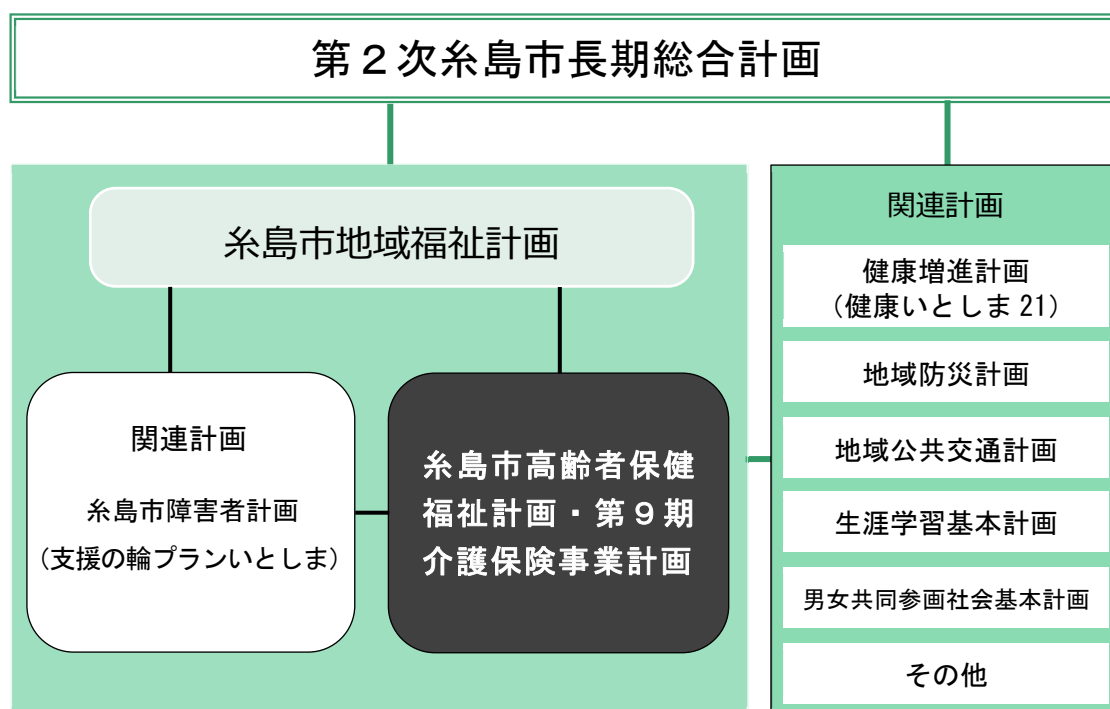 第２次糸島市長期総合計画
糸島市地域福祉計画
関連計画
糸島市障害者計画
（支援の輪プランいとしま）
糸島市高齢者保健
福祉計画・第９期
介護保険事業計画
関連計画
健康増進計画
（健康いとしま 21）
地域防災計画
地域公共交通計画
生涯学習基本計画
男女共同参画社会基本計画
その他